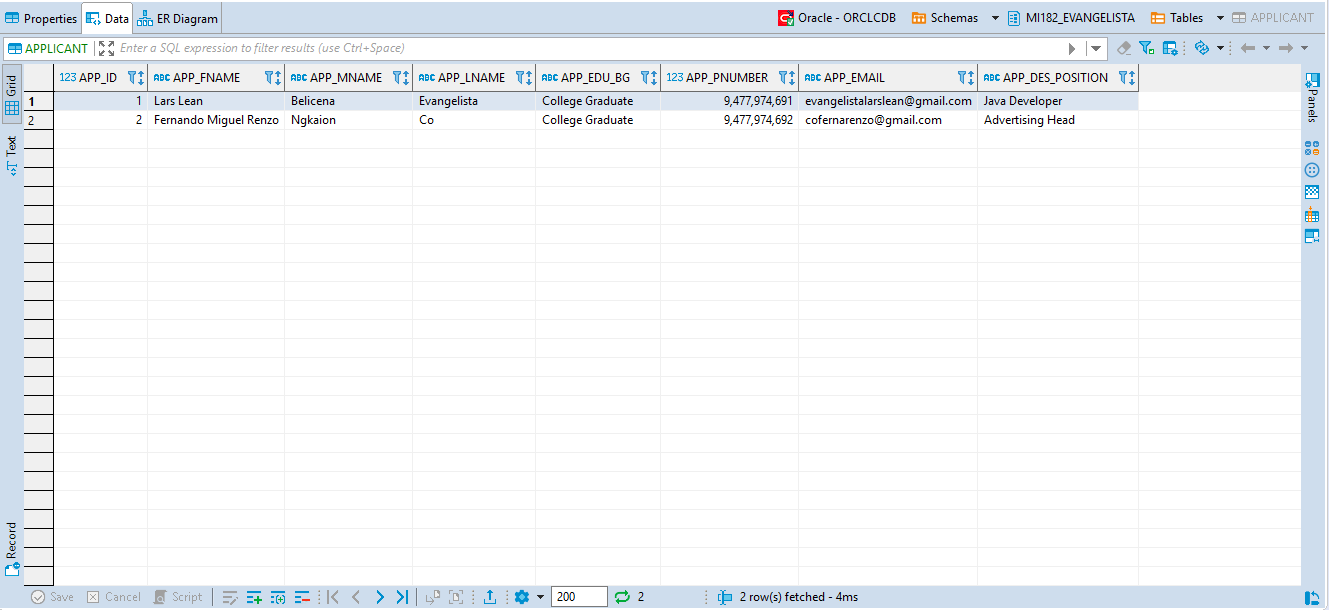 Properties Data ER Diagram Oracle - ORCLCDB Schemas MI182_EVANGELISTA Tables APPLICANT
APPLICANT Enter a SQL expression to filter results (use Ctrl+Space)
Grid
123 APP_ID ABC APP_FNAME ABC APP_MNAME ABC APP_LNAME ABC APP_EDU_BG 123 APP_PNUMBER ABC APP_EMAIL ABC APP_DES_POSITION
1 1 Lars Lean Belicena Evangelista College Graduate 9,477,974,691 evangelistalarslean@gmail.com Java Developer
2 2 Fernando Miguel Renzo Ngkaion Co College Graduate 9,477,974,692 cofernarenzo@gmail.com Advertising Head
Panels
Text
Record
Save Cancel Script 200 2 2 row(s) fetched - 4ms